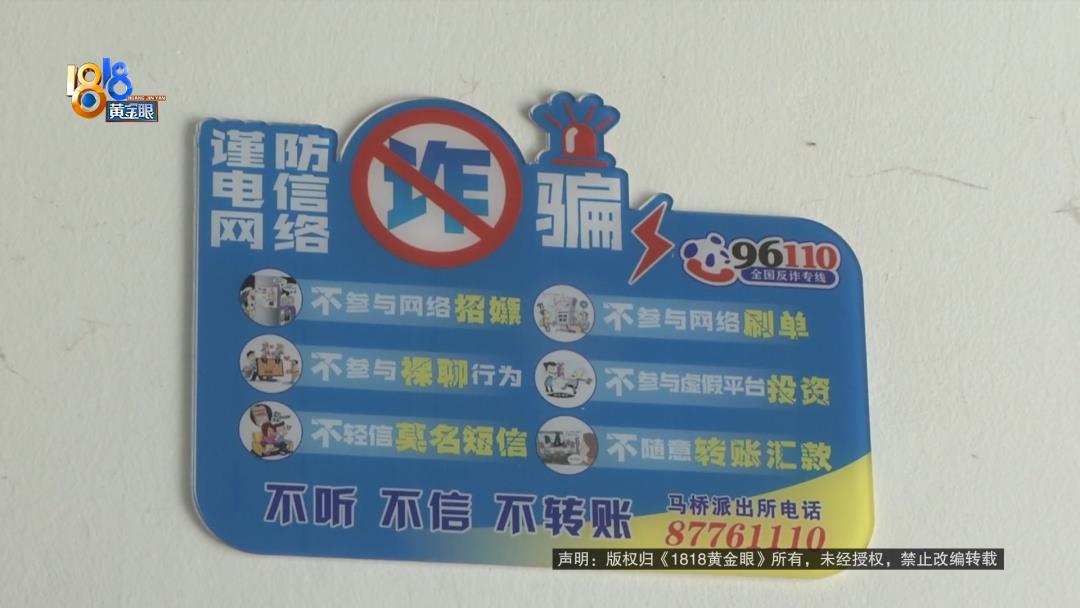 1818
HUANG JIN YAN
黄金眼
谨防
电信
网络
诈骗
96110
全国反诈专线
不参与网络招嫖
不参与网络刷单
不参与裸聊行为
不参与虚假平台投资
不轻信莫名短信
不随意转账汇款
不听 不信 不转账
马桥派出所电话
87761110
声明：版权归《1818黄金眼》所有，未经授权，禁止改编转载